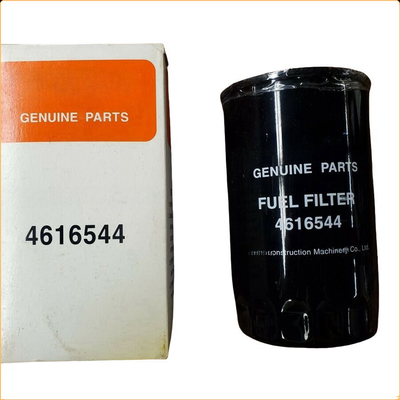 GENUINE PARTS
4616544
GENUINE PARTS
FUEL FILTER
4616544
Construction Machinery Co., Ltd.